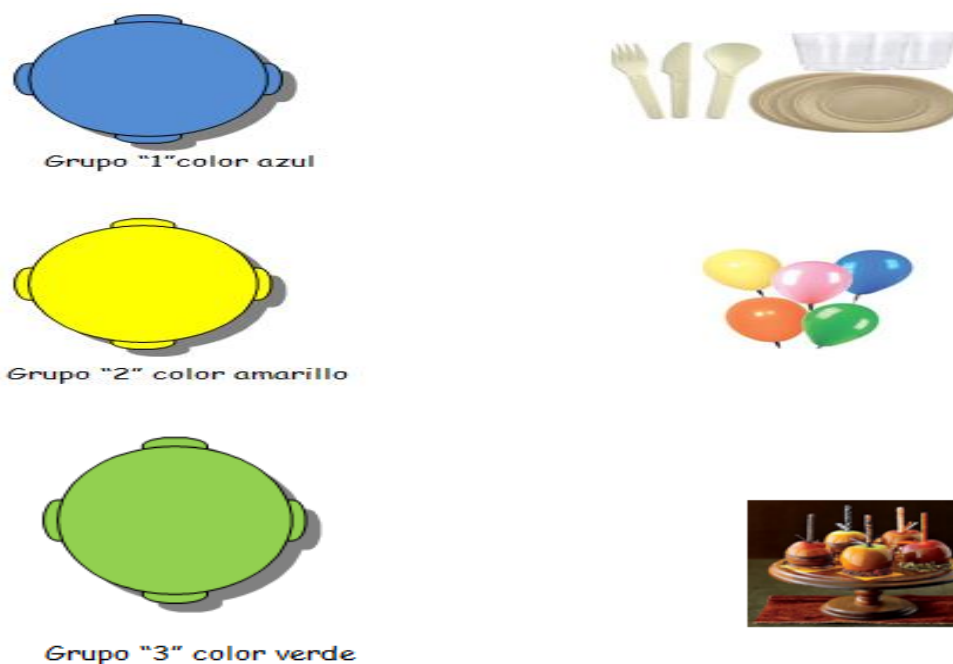 Grupo “1”color azul
Grupo “2” color amarillo
Grupo “3” color verde